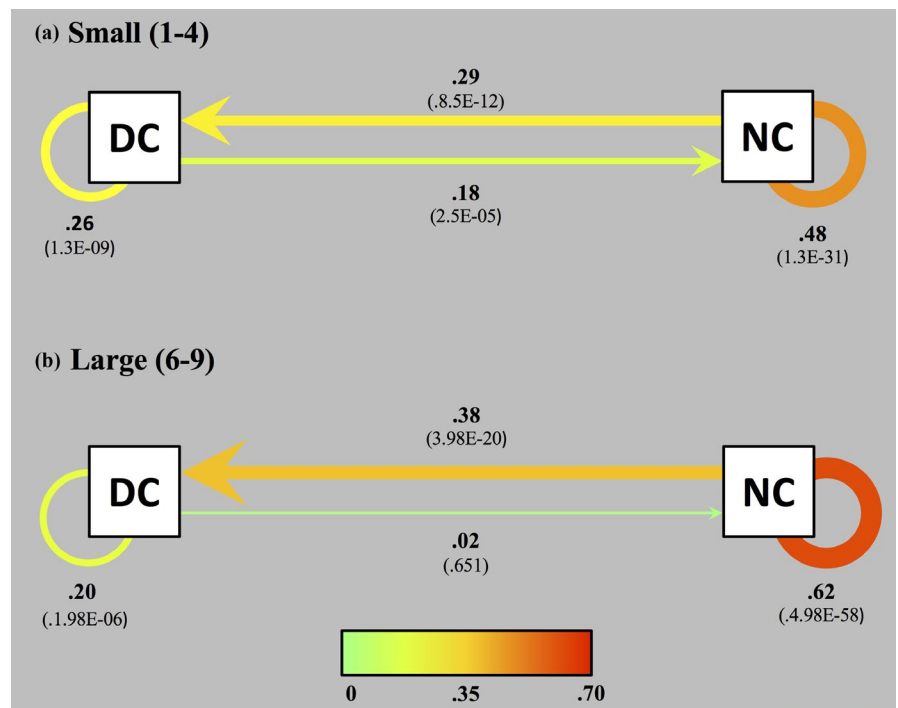 (a) Small (1-4)
.29
(.8.5E-12)
DC
NC
.18
(2.5E-05)
.26
(1.3E-09)
.48
(1.3E-31)
(b) Large (6-9)
.38
(3.98E-20)
DC
NC
.02
(.651)
.20
(.1.98E-06)
.62
(.4.98E-58)
0 .35 .70